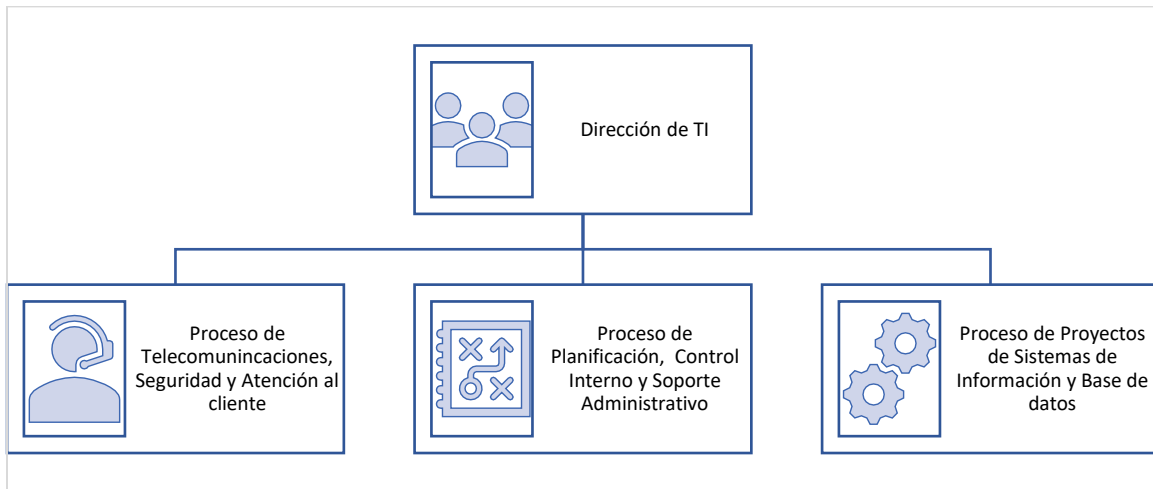 Dirección de TI
Proceso de
Telecomunincaciones,
Seguridad y Atención al
cliente
Proceso de
Planificación, Control
Interno y Soporte
Administrativo
Proceso de Proyectos
de Sistemas de
Información y Base de
datos